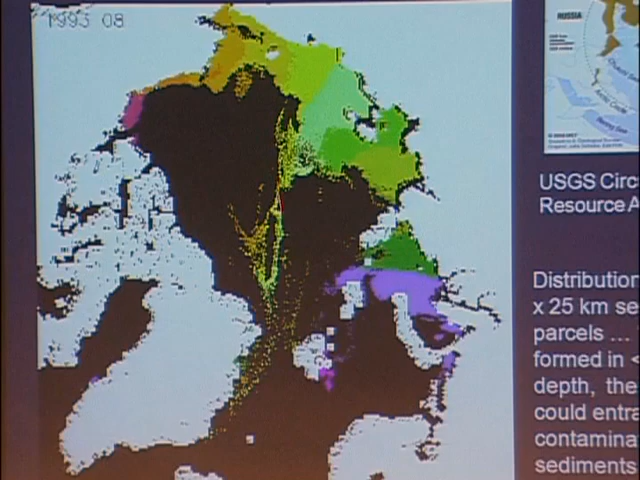 1993 08
RUSSIA
USGS Circ
Resource A
Distribution
x 25 km se
parcels ...
formed in <
depth, the
could entra
contamina
sediments